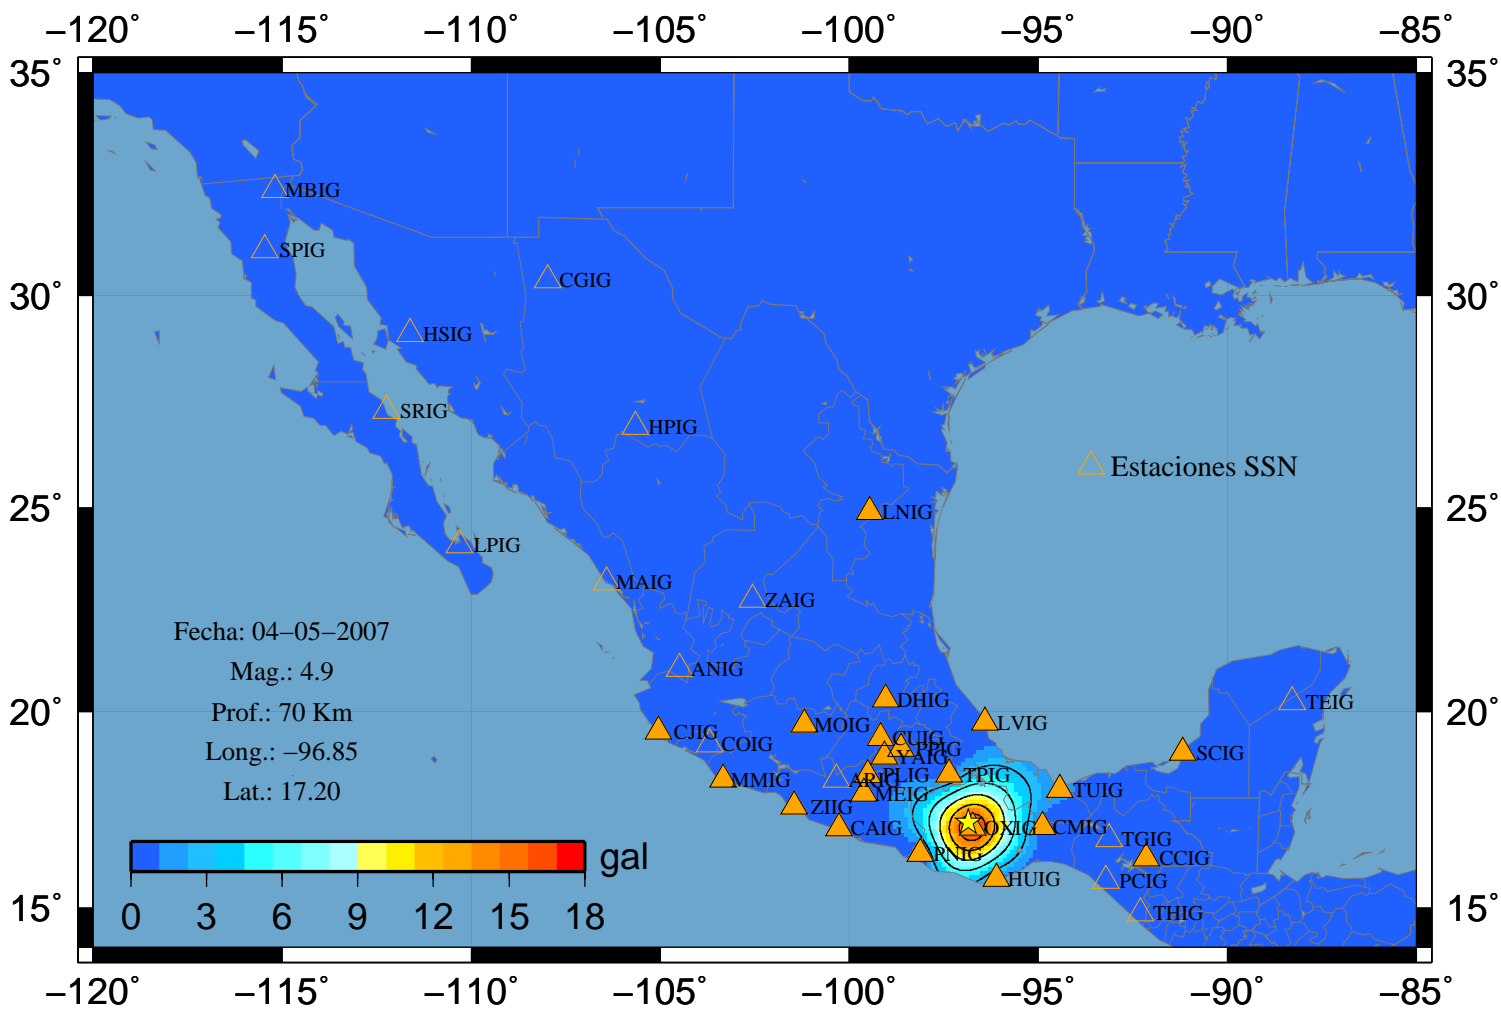 −120˚ −115˚ −110˚ −105˚ −100˚ −95˚ −90˚ −85˚
35˚ 35˚
MBIG
SPIG
CGIG
30˚ 30˚
HSIG
SRIG
HPIG
Estaciones SSN
25˚ 25˚
LNIG
LPIG
MAIG
ZAIG
Fecha: 04−05−2007
Mag.: 4.9
Prof.: 70 Km
Long.: −96.85
Lat.: 17.20
ANIG
DHIG
TEIG
20˚ 20˚
CJIG
COIG
MOIG
CUIG
PPIG
YAIG
LVIG
SCIG
MMIG
ARIG
PLIG
TPIG
MEIG
TUIG
ZIIG
CAIG
OXIG
CMIG
TGIG
PNIG
CCIG
HUIG
PCIG
THIG
gal
0 3 6 9 12 15 18
15˚ 15˚
−120˚ −115˚ −110˚ −105˚ −100˚ −95˚ −90˚ −85˚